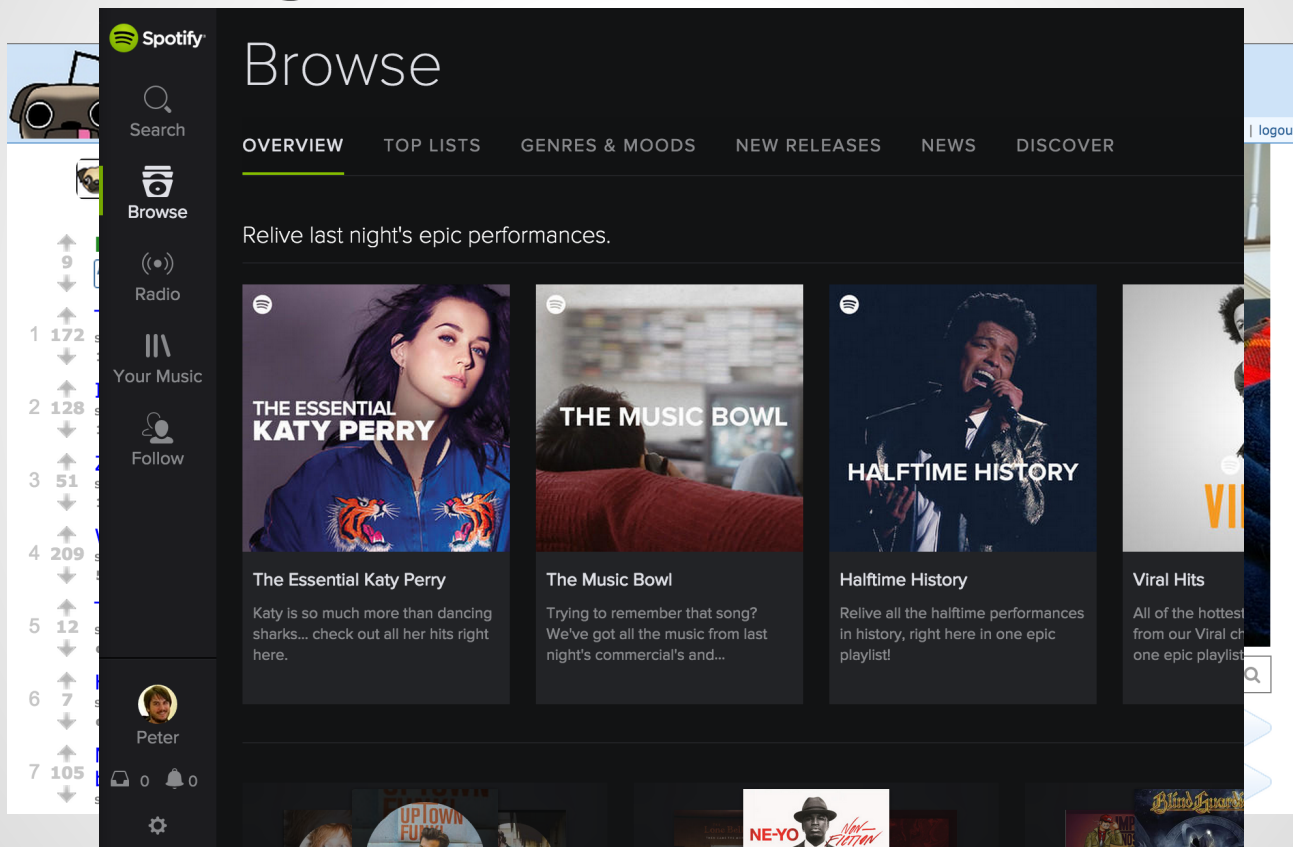 Spotify
Search
Browse
Radio
Your Music
Follow
Peter
0 0
Browse
OVERVIEW TOP LISTS GENRES & MOODS NEW RELEASES NEWS DISCOVER
Relive last night's epic performances.
THE ESSENTIAL
KATY PERRY
The Essential Katy Perry
Katy is so much more than dancing
sharks... check out all her hits right
here.
THE MUSIC BOWL
The Music Bowl
Trying to remember that song?
We've got all the music from last
night's commercial's and...
HALFTIME HISTORY
Halftime History
Relive all the halftime performances
in history, right here in one epic
playlist!
Viral Hits
All of the hottest
from our Viral
one epic playlist
UPTOWN
NE-YO
NON-
FICTION
9
1 172
2 128
3 51
4 209
5 12
6 7
7 105